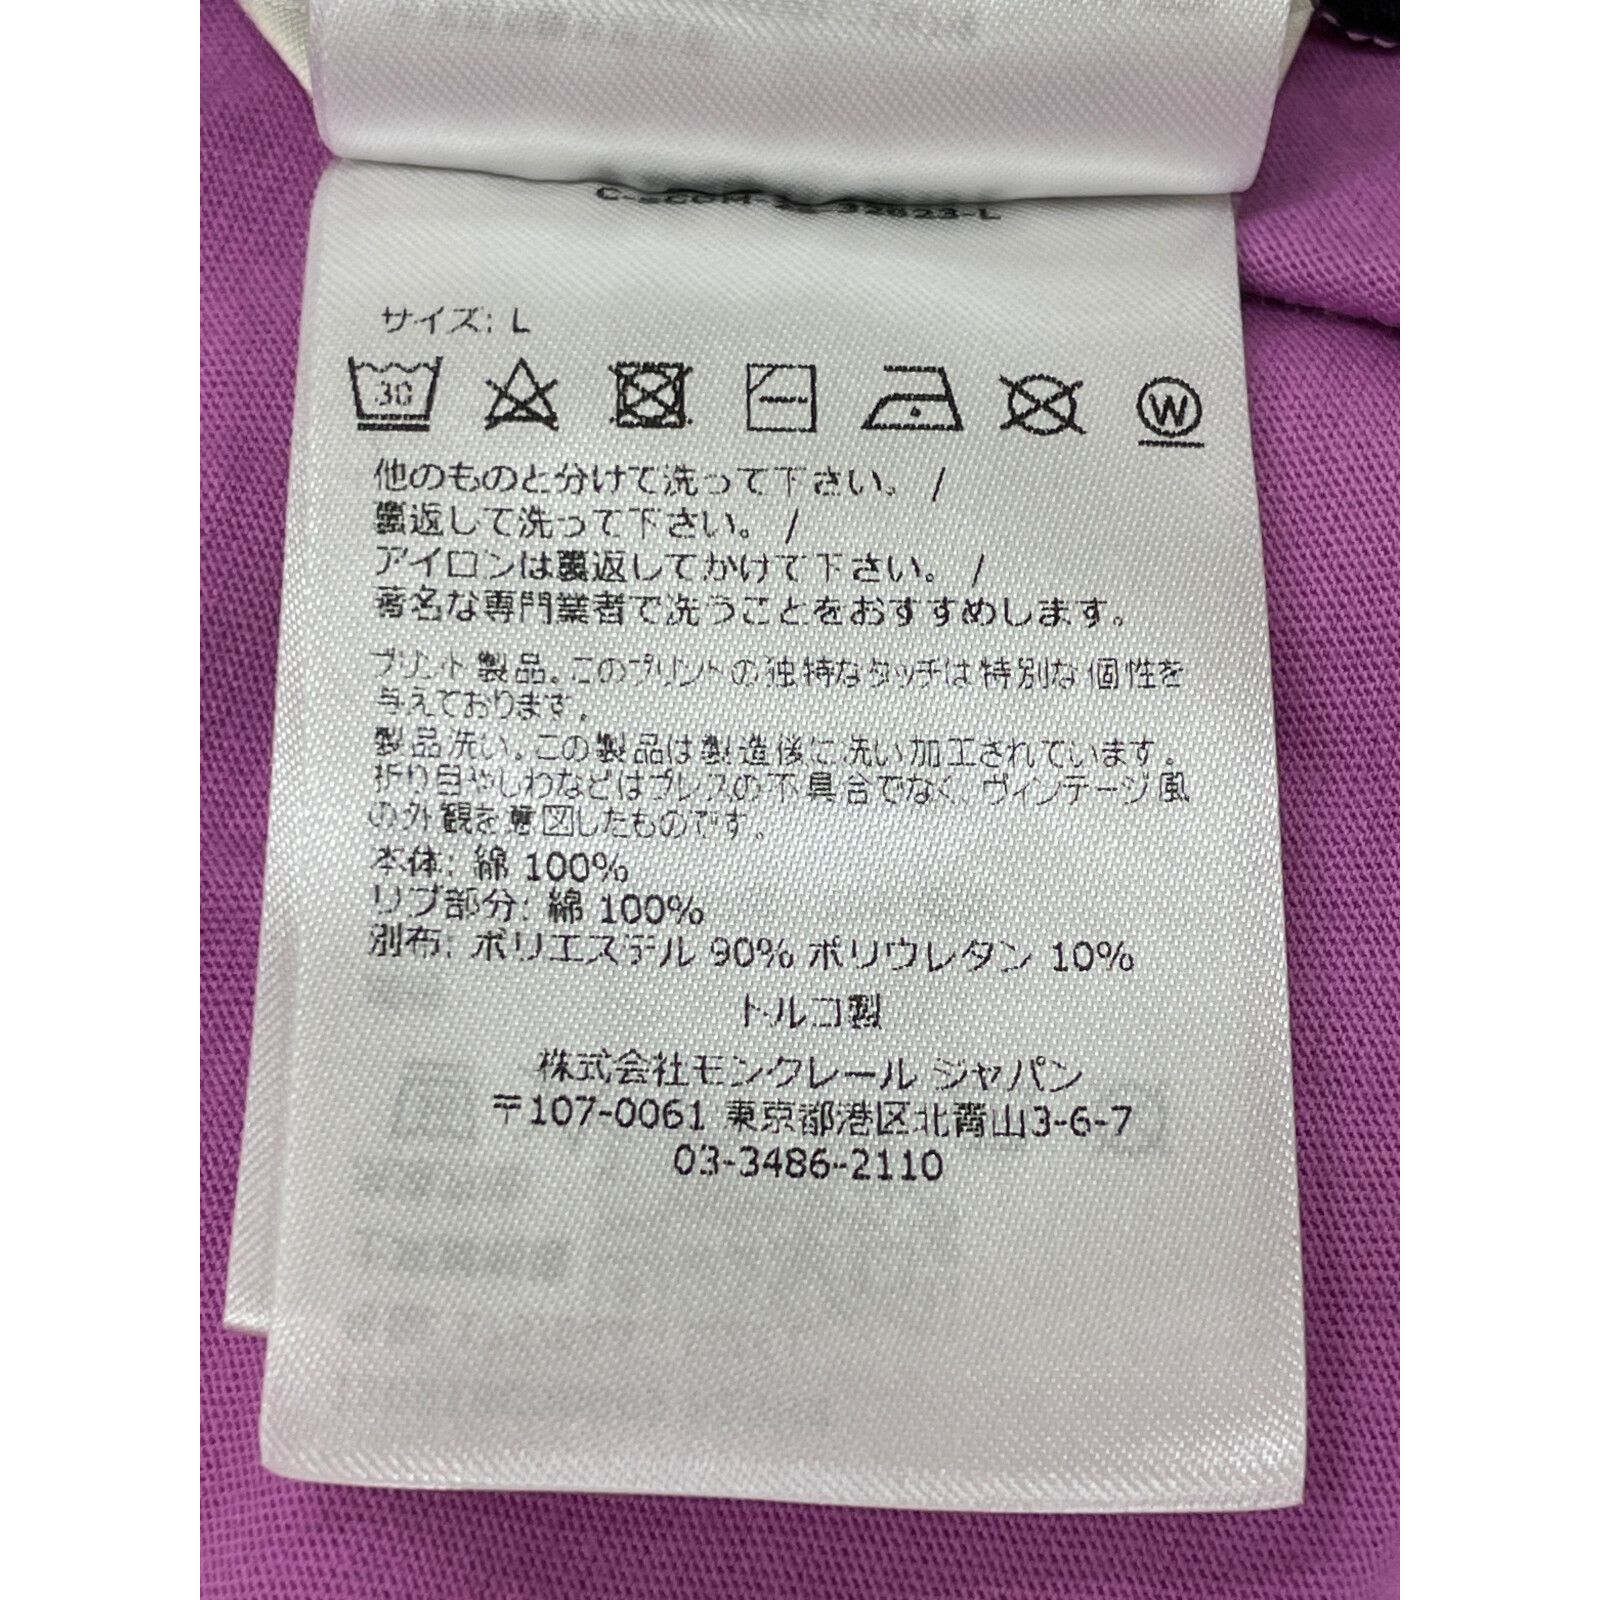 サイズ: L
30
W
他のものと分けて洗って下さい。 /
裏返して洗って下さい。 /
アイロンは裏返してかけて下さい。 /
著名な専門業者で洗うことをおすすめします。
プリント製品。このプリントの独特なタッチは特別な個性を
与えております。
製品洗い。この製品は製造後に洗い加工されています。
折り目やしわなどはプレスの不具合でなく、ヴィンテージ風
の外観を意図したものです。
本体: 綿 100%
リブ部分: 綿 100%
別布: ポリエステル 90% ポリウレタン 10%
トルコ製
株式会社モンクレール ジャパン
〒107-0061 東京都港区北青山3-6-7
03-3486-2110